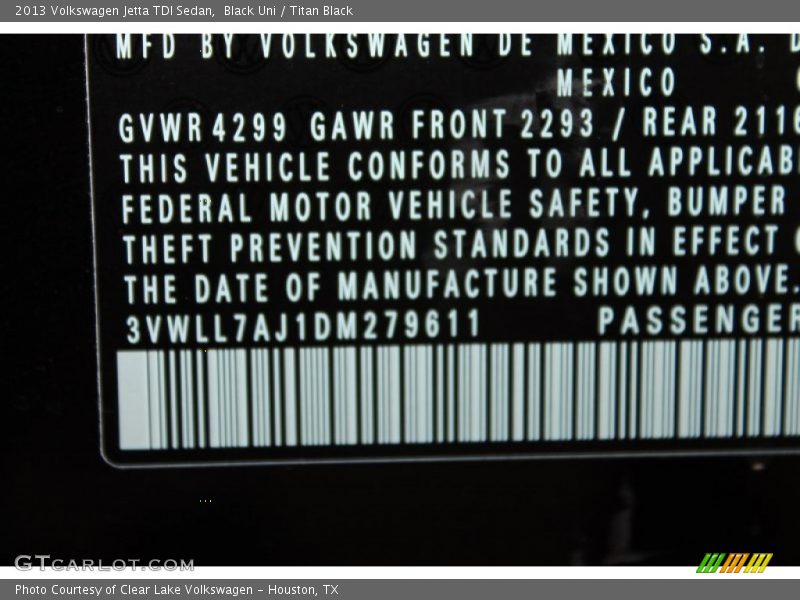 2013 Volkswagen Jetta TDI Sedan,  Black Uni / Titan Black
MFD BY VOLKSWAGEN DE MEXICO S.A. D
MEXICO
GVWR 4299 GAWR FRONT 2293 / REAR 2116
THIS VEHICLE CONFORMS TO ALL APPLICABL
FEDERAL MOTOR VEHICLE SAFETY, BUMPER
THEFT PREVENTION STANDARDS IN EFFECT
THE DATE OF MANUFACTURE SHOWN ABOVE.
3VWLL7AJ1DM279611 PASSENGER
GTcarlot.com
Photo Courtesy of Clear Lake Volkswagen – Houston, TX